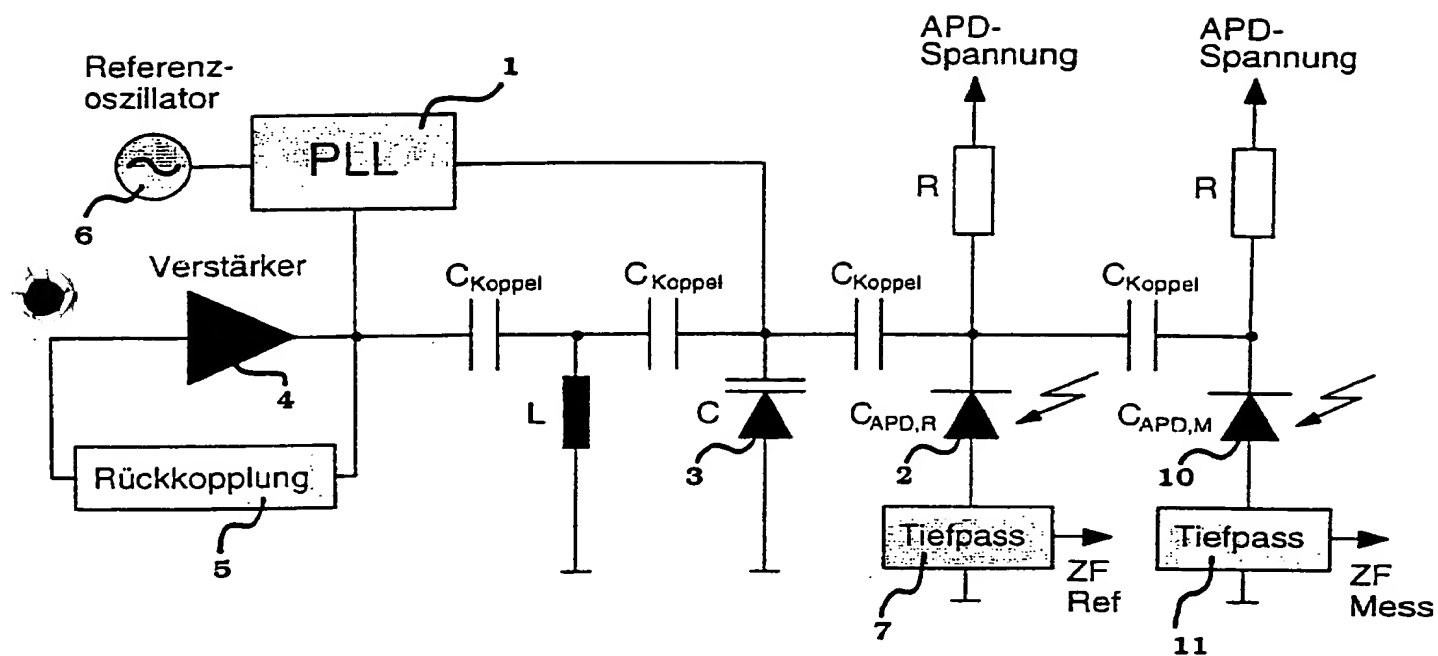 APD-
Spannung
APD-
Spannung
Referenz-
oszillator
1
PLL
R
R
6
Verstärker
CKoppel
CKoppel
CKoppel
CKoppel
4
L
C
CAPD,R
CAPD,M
3
2
10
Rückkopplung
5
Tiefpass
Tiefpass
7
ZF
Ref
11
ZF
Mess